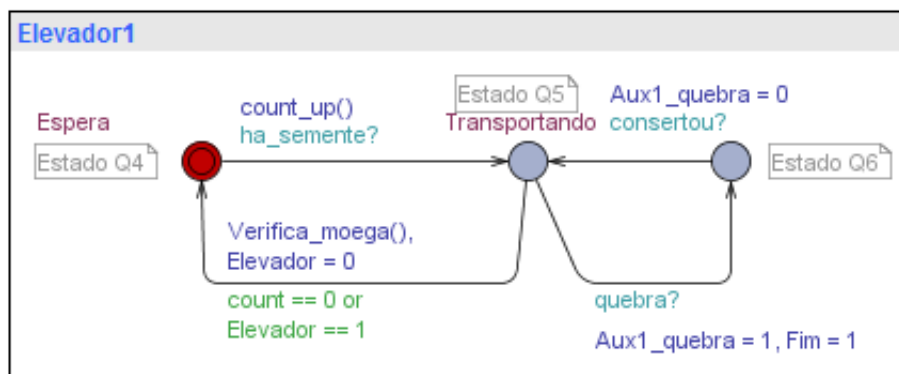 Elevador1
Espera
Estado Q4
count_up()
ha_semente?
Estado Q5
Transportando
Aux1_quebra = 0
consertou?
Estado Q6
Verifica_moega(),
Elevador = 0
count == 0 or
Elevador == 1
quebra?
Aux1_quebra = 1, Fim = 1